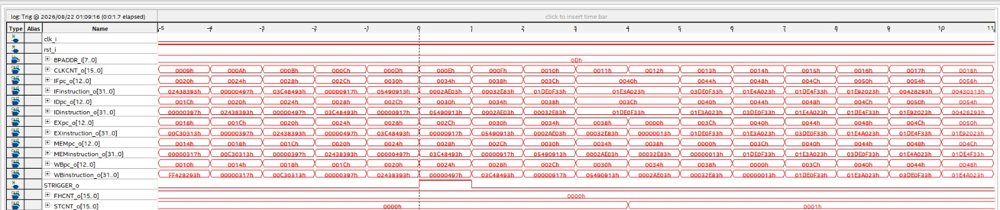 log: Trig @ 2026/08/22 01:09:16 (0:0:1.7 elapsed) click to insert time bar
Type Alias Name -5 -4 -3 -2 -1 0 1 2 3 4 5 6 7 8 9 10 11
clk_i
rst_i
BPADDR_i[7..0] 0Dh
CLKCNT_o[15..0] 0009h 000Ah 000Bh 000Ch 000Dh 000Eh 000Fh 0010h 0011h 0012h 0013h 0014h 0015h 0016h 0017h 0018h
IFpc_o[12..0] 0020h 0024h 0028h 002Ch 0030h 0034h 0038h 003Ch 0040h 0044h 0048h 004Ch 0050h 0054h 0058h
IFinstruction_o[31..0] 02438393h 00000497h 03C48493h 00000917h 05490913h 0002AE03h 00032E83h 01DE0F33h 01E3A023h 03DE0F33h 01E4A023h 01DE4F33h 01E92023h 00428293h 00430313h
IDpc_o[12..0] 001Ch 0020h 0024h 0028h 002Ch 0030h 0034h 0038h 003Ch 0040h 0044h 0048h 004Ch 0050h 0054h
IDinstruction_o[31..0] 00000397h 02438393h 00000497h 03C48493h 00000917h 05490913h 0002AE03h 00032E83h 01DE0F33h 01E3A023h 03DE0F33h 01E4A023h 01DE4F33h 01E92023h 00428293h
EXpc_o[12..0] 0018h 001Ch 0020h 0024h 0028h 002Ch 0030h 0034h 0038h 0000h 003Ch 0040h 0044h 0048h 004Ch 0050h
EXinstruction_o[31..0] 00C30313h 00000397h 02438393h 00000497h 03C48493h 00000917h 05490913h 0002AE03h 00032E83h 00000013h 01DE0F33h 01E3A023h 03DE0F33h 01E4A023h 01DE4F33h 01E92023h
MEMpc_o[12..0] 0014h 0018h 001Ch 0020h 0024h 0028h 002Ch 0030h 0034h 0038h 0000h 003Ch 0040h 0044h 0048h 004Ch
MEMinstruction_o[31..0] 00000317h 00C30313h 00000397h 02438393h 00000497h 03C48493h 00000917h 05490913h 0002AE03h 00032E83h 00000013h 01DE0F33h 01E3A023h 03DE0F33h 01E4A023h 01DE4F33h
WBpc_o[12..0] 0010h 0014h 0018h 001Ch 0020h 0024h 0028h 002Ch 0030h 0034h 0038h 0000h 003Ch 0040h 0044h 0048h
WBinstruction_o[31..0] FF428293h 00000317h 00C30313h 00000397h 02438393h 00000497h 03C48493h 00000917h 05490913h 0002AE03h 00032E83h 00000013h 01DE0F33h 01E3A023h 03DE0F33h 01E4A023h
STRIGGER_o
FHCNT_o[15..0] 0000h
STCNT_o[15..0] 0000h 0001h